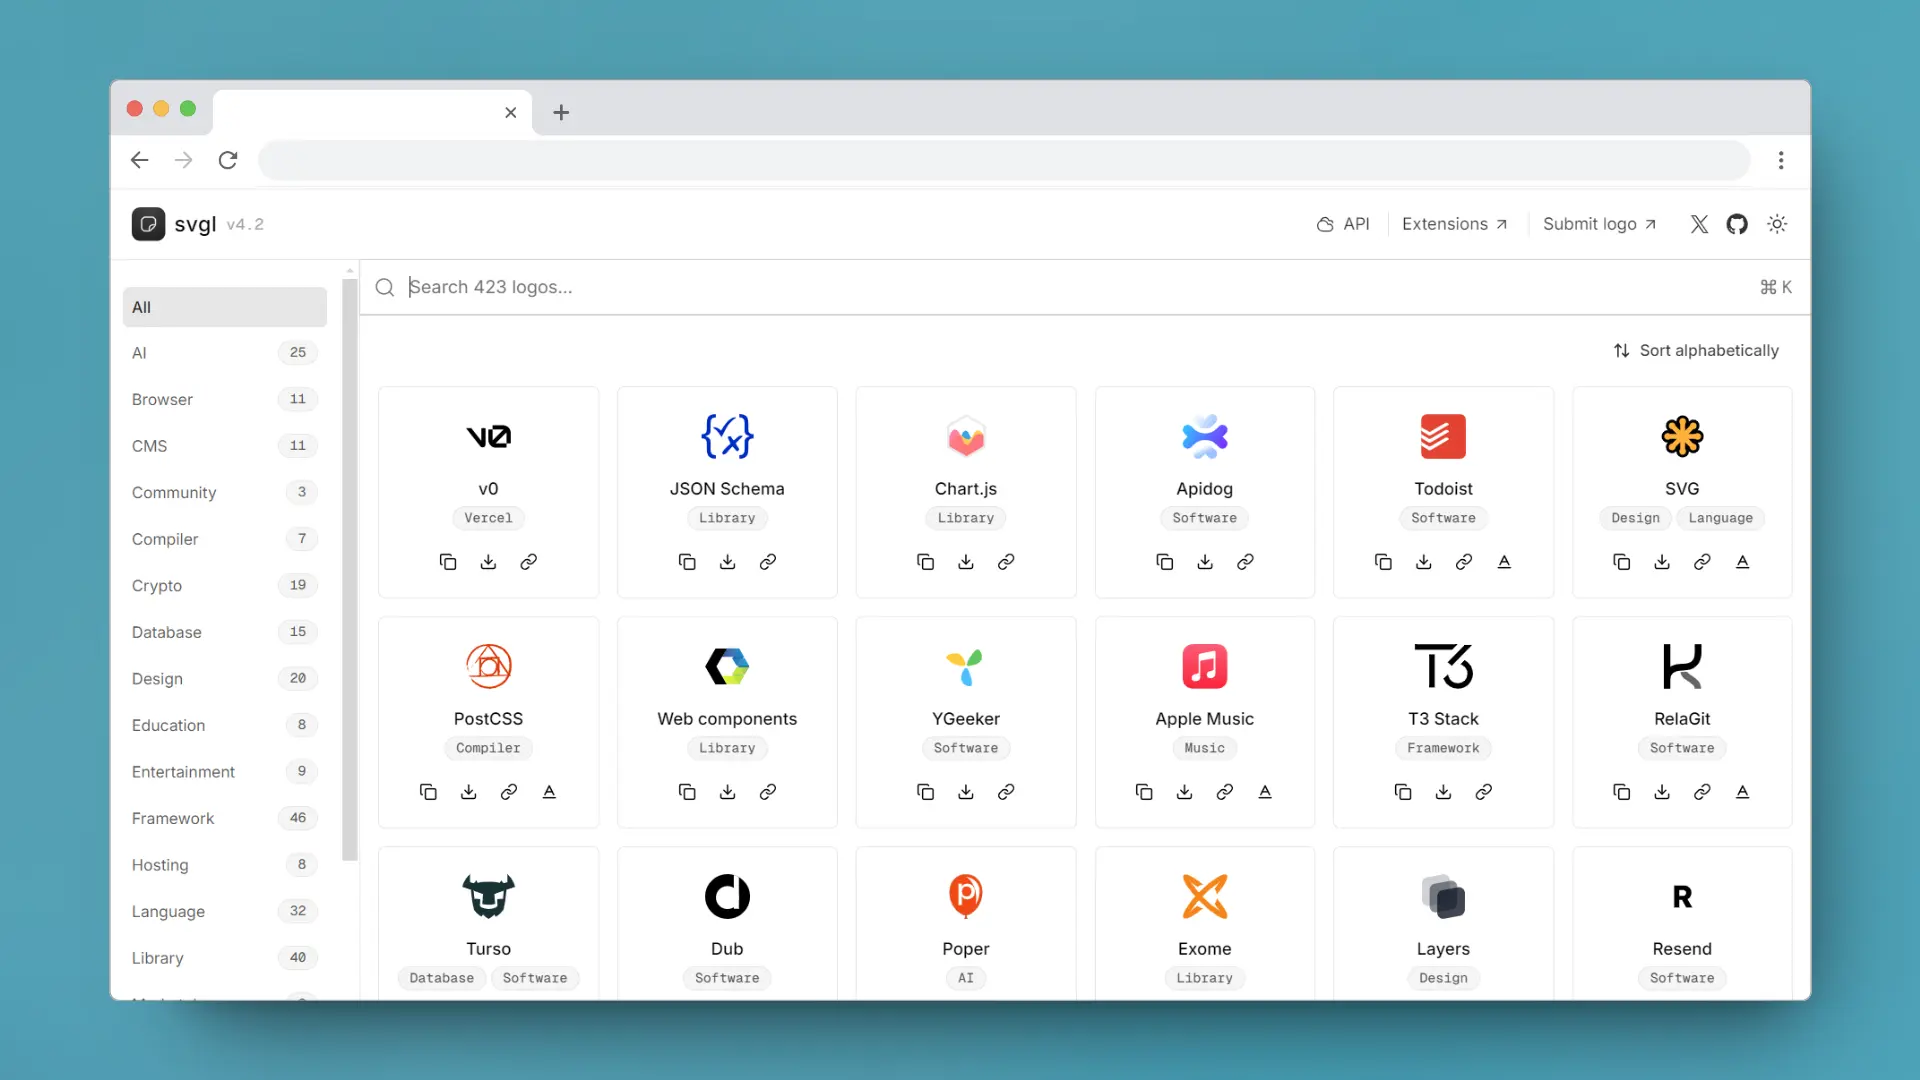 svgl v4.2
API
Extensions
Submit logo
Search 423 logos...
⌘ K
All
AI 25
Browser 11
CMS 11
Community 3
Compiler 7
Crypto 19
Database 15
Design 20
Education 8
Entertainment 9
Framework 46
Hosting 8
Language 32
Library 40
Sort alphabetically
v0
v0
Vercel
JSON Schema
Library
Chart.js
Library
Apidog
Software
Todoist
Software
SVG
Design Language
PostCSS
Compiler
Web components
Library
YGeeker
Software
Apple Music
Music
T3
T3 Stack
Framework
RelaGit
Software
Turso
Database Software
d
Dub
Software
p
Poper
AI
Exome
Library
Layers
Design
R
Resend
Software